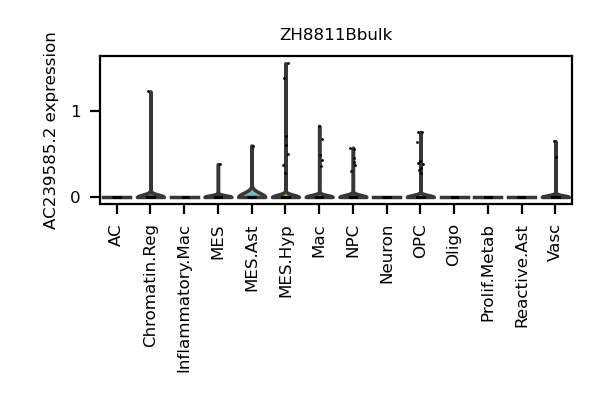 ZH8811Bbulk
AC239585.2 expression
1
0
AC
Chromatin.Reg
Inflammatory.Mac
MES
MES.Ast
MES.Hyp
Mac
NPC
Neuron
OPC
Oligo
Prolif.Metab
Reactive.Ast
Vasc